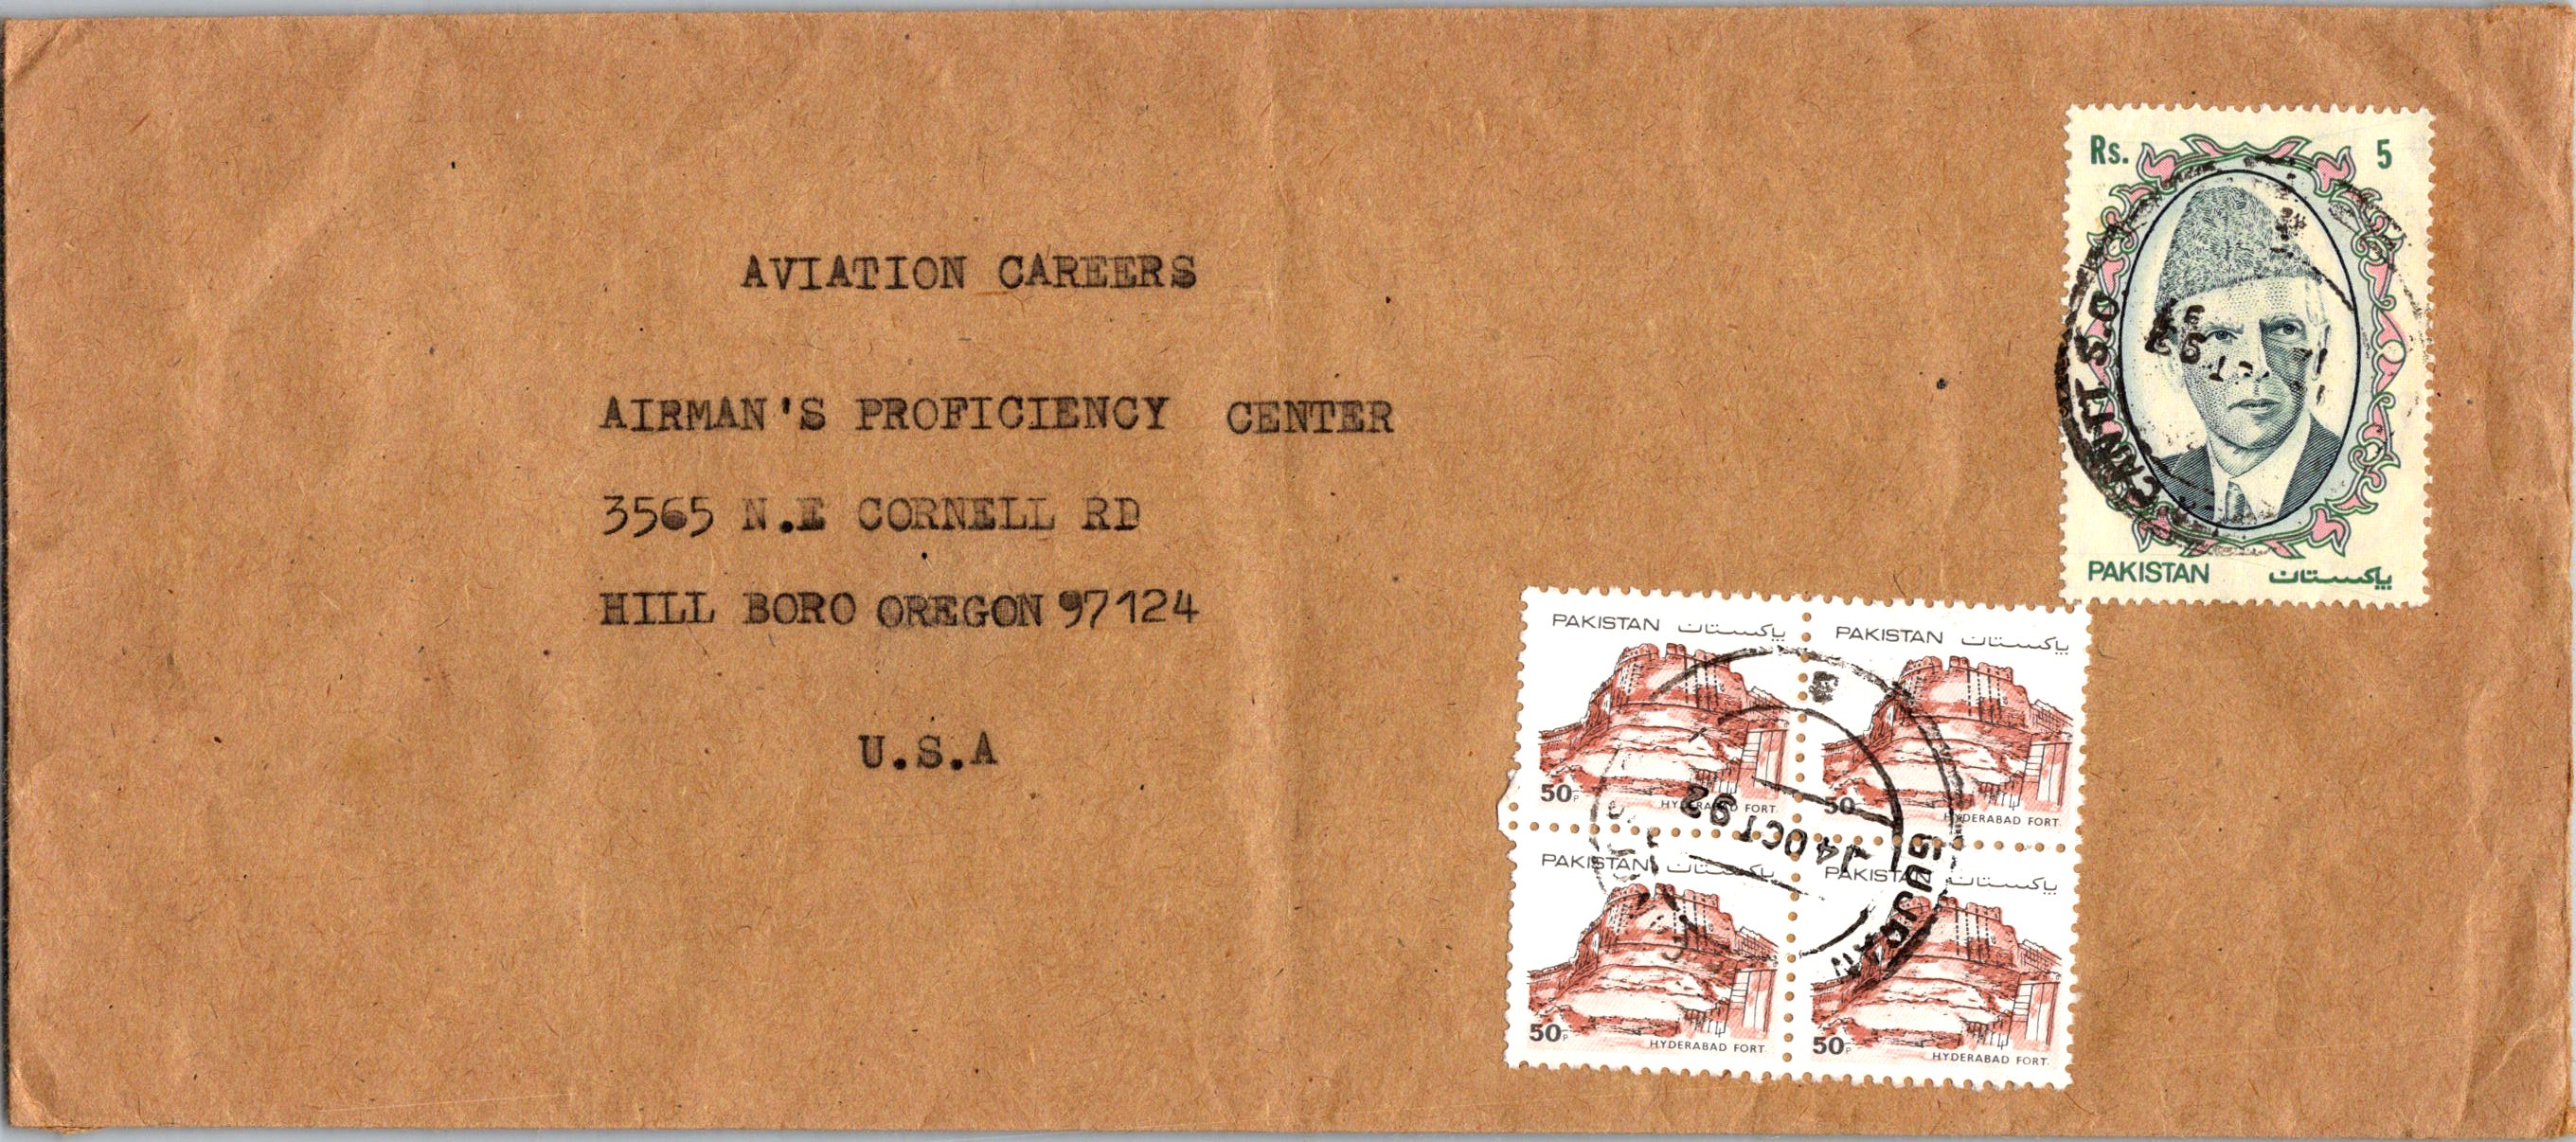 AVIATION CAREERS
AIRMAN'S PROFICIENCY CENTER
3565 N.E CORNELL RD
HILL BORO OREGON 97124
U.S.A
Rs. 5
PAKISTAN پاکستان
CANTT S.O
PAKISTAN پاکستان
50P HYDERABAD FORT.
PAKISTAN پاکستان
50 HYDERABAD FORT.
PAKISTAN پاکستان
50P HYDERABAD FORT.
PAKISTAN پاکستان
50P HYDERABAD FORT.
14 OCT 92
GUJRAN